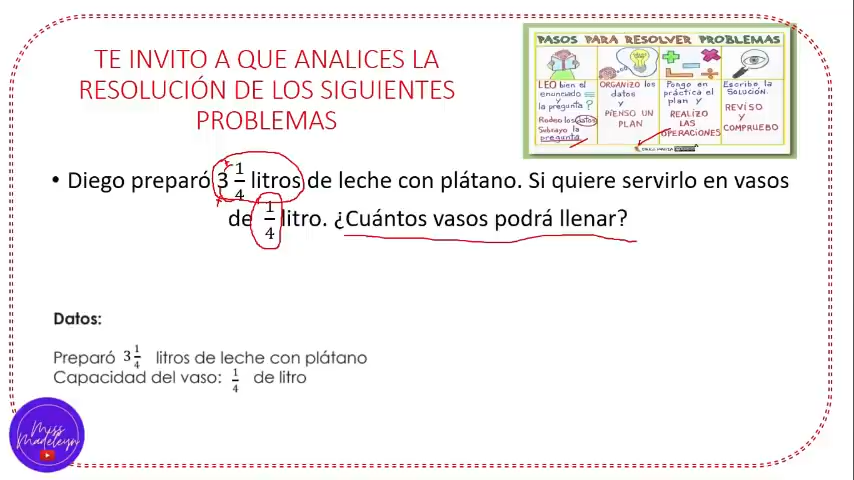 TE INVITO A QUE ANALICES LA
RESOLUCIÓN DE LOS SIGUIENTES
PROBLEMAS
PASOS PARA RESOLVER PROBLEMAS
LEO bien el
enunciado
y
la pregunta ?
Rodeo los datos
Subrayo la
pregunta
ORGANIZO los
datos
y
PIENSO UN
PLAN
Pongo en
práctica el
plan y
REALIZO
LAS
OPERACIONES
Escribo la
SOLUCIÓN.
REVISO
Y
COMPRUEBO
• Diego preparó 3 1/4 litros de leche con plátano. Si quiere servirlo en vasos
de 1/4 litro. ¿Cuántos vasos podrá llenar?
Datos:
Preparó 3 1/4 litros de leche con plátano
Capacidad del vaso: 1/4 de litro
Miss
Madeleyn